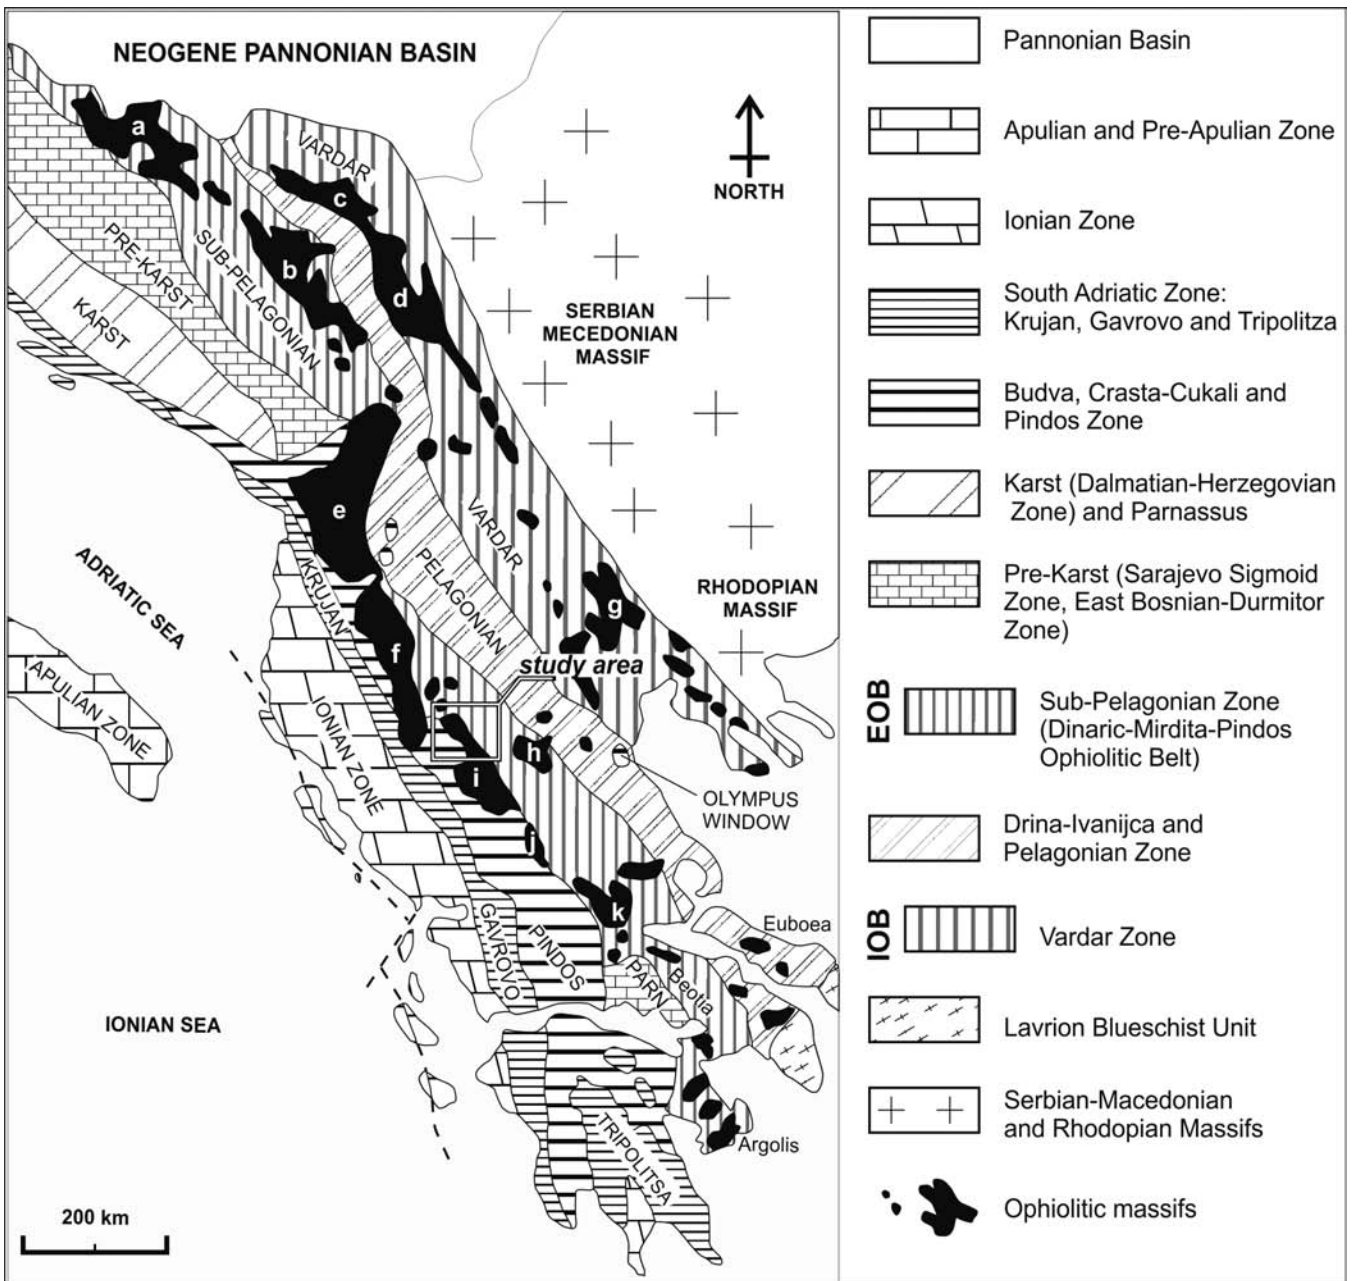 NEOGENE PANNONIAN BASIN
a
VARDAR
c
NORTH
PRE-KARST
SUB-PELAGONIAN
b
d
KARST
SERBIAN
MECEDONIAN
MASSIF
e
VARDAR
ADRIATIC SEA
KRUJAN
PELAGONIAN
RHODOPIAN
MASSIF
g
f
study area
APULIAN ZONE
IONIAN ZONE
h
i
OLYMPUS
WINDOW
j
k
GAVROVO
PINDOS
PARN
Beotia
Euboea
IONIAN SEA
TRIPOLITSA
Argolis
200 km
Pannonian Basin
Apulian and Pre-Apulian Zone
Ionian Zone
South Adriatic Zone:
Krujan, Gavrovo and Tripolitza
Budva, Crasta-Cukali and
Pindos Zone
Karst (Dalmatian-Herzegovian
Zone) and Parnassus
Pre-Karst (Sarajevo Sigmoid
Zone, East Bosnian-Durmitor
Zone)
EOB
Sub-Pelagonian Zone
(Dinaric-Mirdita-Pindos
Ophiolitic Belt)
Drina-Ivanijca and
Pelagonian Zone
IOB
Vardar Zone
Lavrion Blueschist Unit
Serbian-Macedonian
and Rhodopian Massifs
Ophiolitic massifs